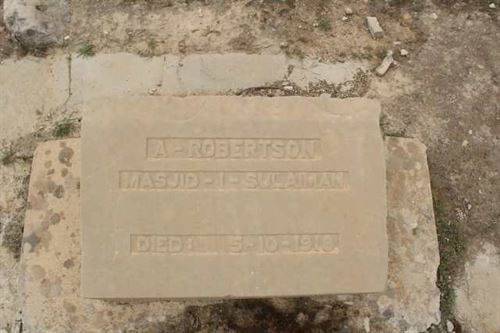 A-ROBERTSON
MASJID-I-SULAIMAN
DIED: 5-10-1918